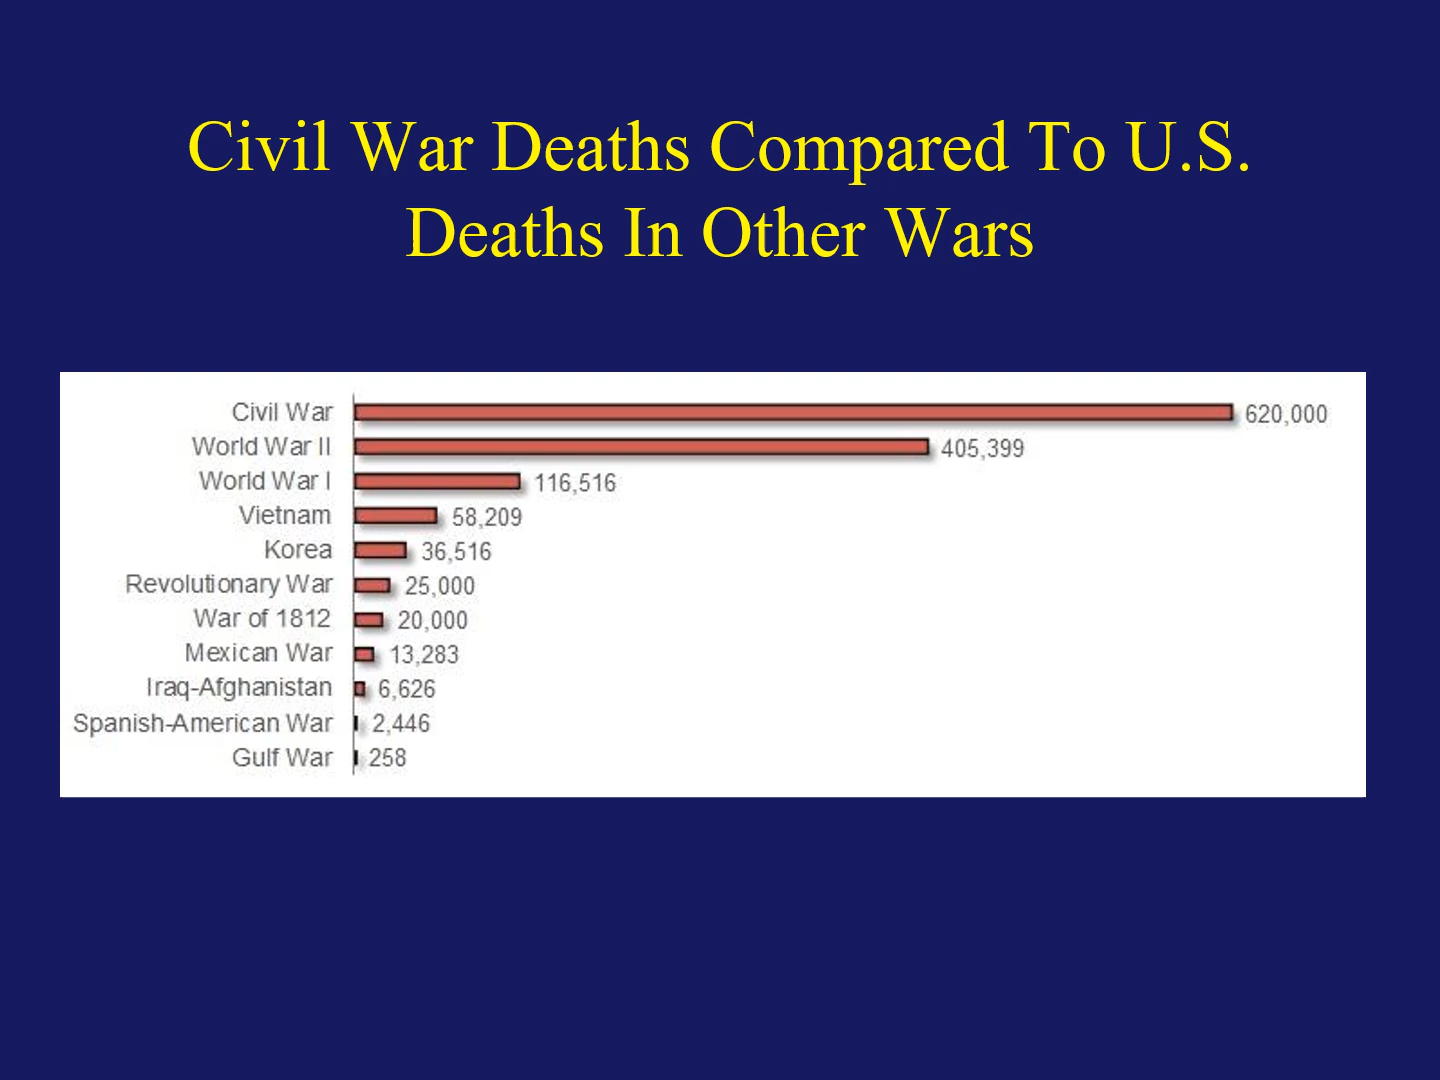 Civil War Deaths Compared To U.S.
Deaths In Other Wars
Civil War 620,000
World War II 405,399
World War I 116,516
Vietnam 58,209
Korea 36,516
Revolutionary War 25,000
War of 1812 20,000
Mexican War 13,283
Iraq-Afghanistan 6,626
Spanish-American War 2,446
Gulf War 258